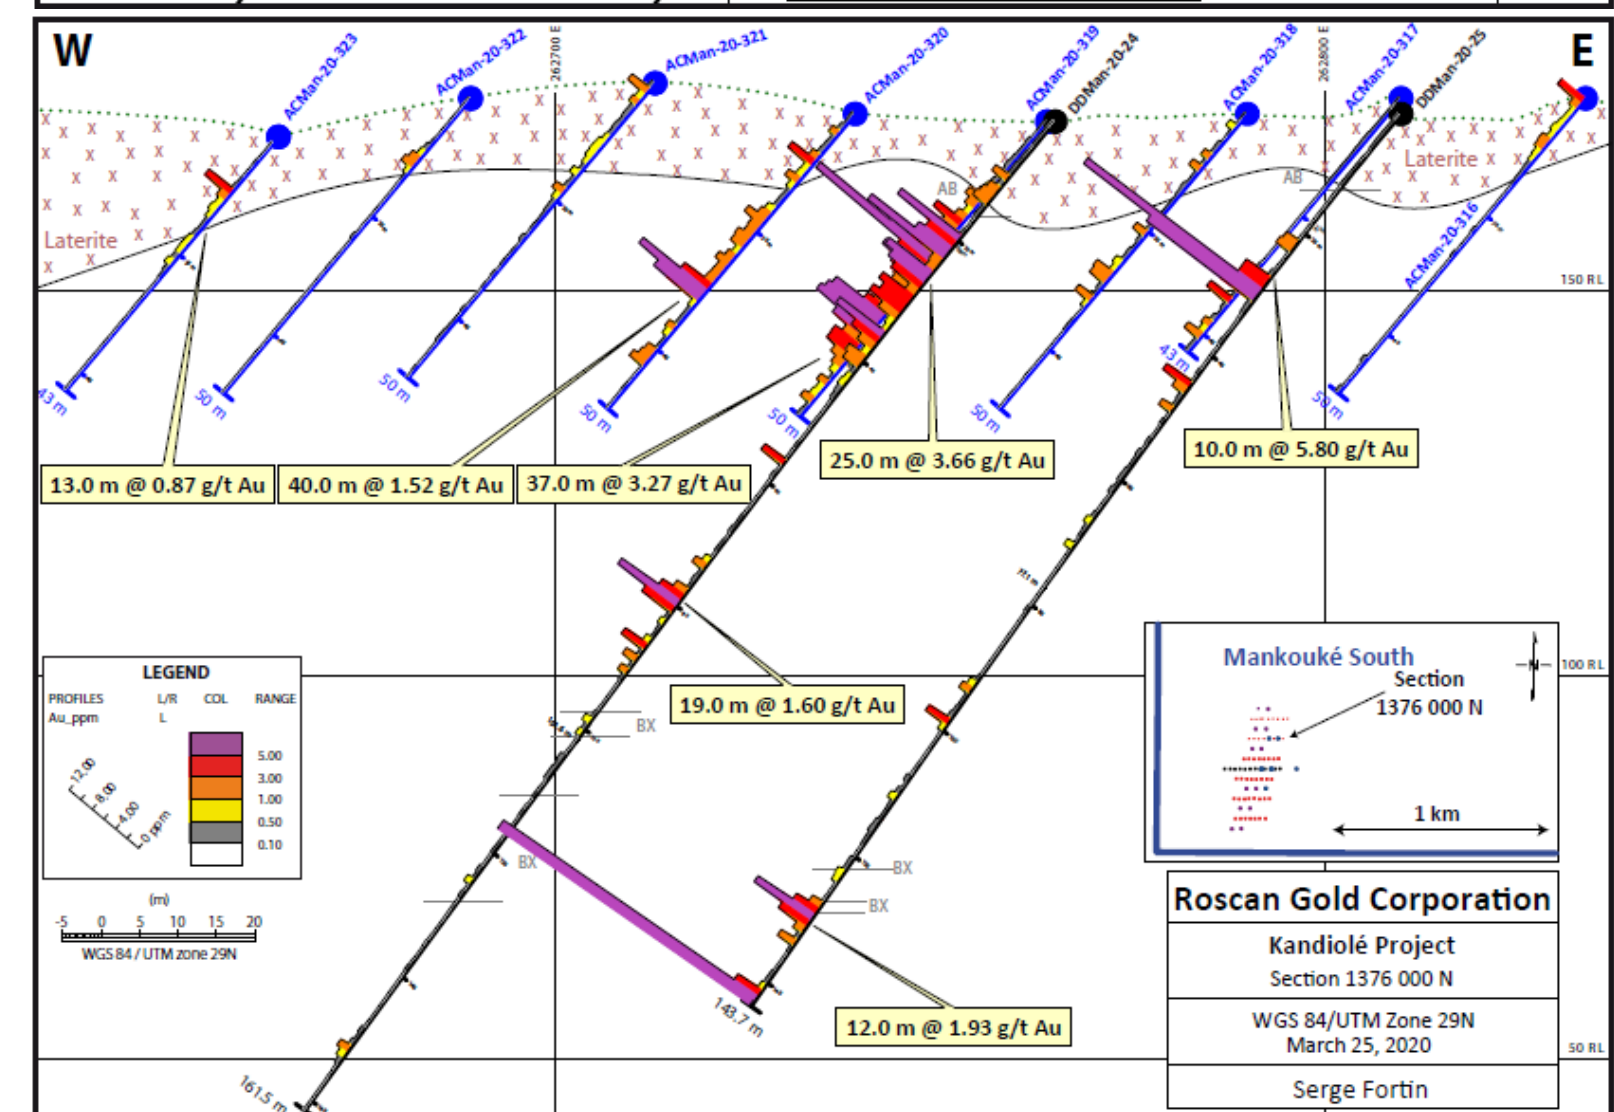 W
E
ACMan-20-323
ACMan-20-322
262700 E
ACMan-20-321
ACMan-20-320
ACMan-20-319
DDMan-20-24
ACMan-20-318
262800 E
ACMan-20-317
DDMan-20-25
Laterite
AB
AB
Laterite
ACMan-20-316
150 RL
43 m
50 m
50 m
50 m
50 m
50 m
43 m
50 m
13.0 m @ 0.87 g/t Au
40.0 m @ 1.52 g/t Au
37.0 m @ 3.27 g/t Au
25.0 m @ 3.66 g/t Au
10.0 m @ 5.80 g/t Au
19.0 m @ 1.60 g/t Au
BX
BX
BX
BX
12.0 m @ 1.93 g/t Au
143.7 m
161.5 m
100 RL
50 RL
LEGEND
PROFILES L/R COL RANGE
Au_ppm L
5.00
3.00
1.00
0.50
0.10
12.00
8.00
4.00
0 ppm
(m)
-5 0 5 10 15 20
WGS 84 / UTM zone 29N
Mankouké South
N
Section
1376 000 N
1 km
Roscan Gold Corporation
Kandiolé Project
Section 1376 000 N
WGS 84/UTM Zone 29N
March 25, 2020
Serge Fortin